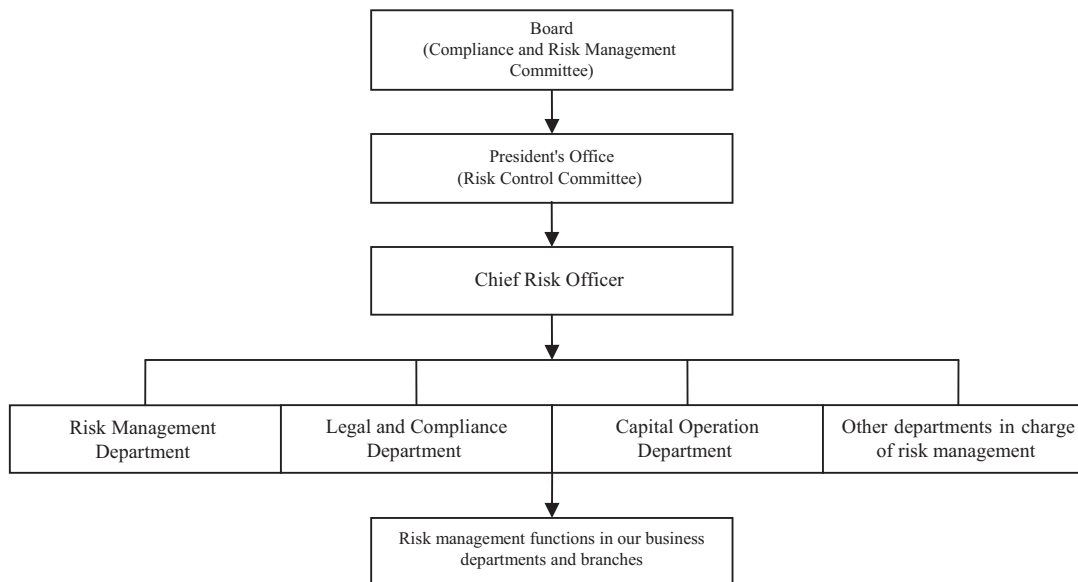 Board
(Compliance and Risk Management
Committee)
President's Office
(Risk Control Committee)
Chief Risk Officer
Risk Management
Department
Legal and Compliance
Department
Capital Operation
Department
Other departments in charge
of risk management
Risk management functions in our business
departments and branches